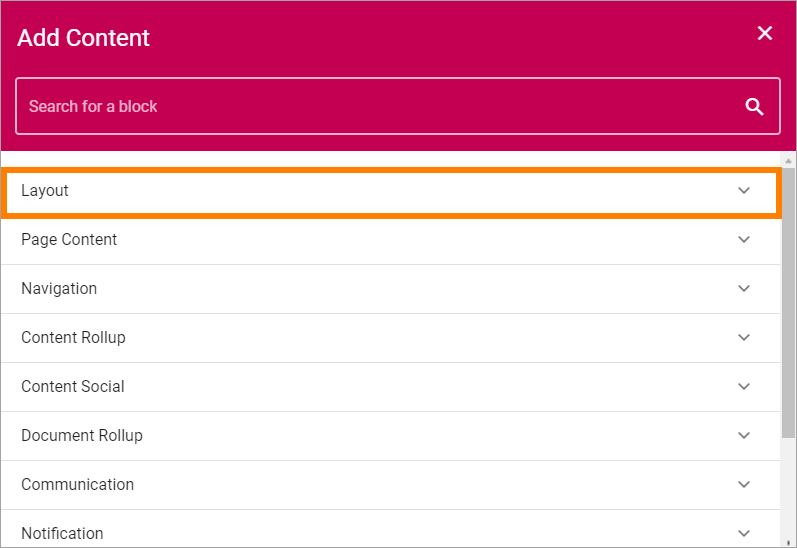 Add Content
Search for a block
Layout
Page Content
Navigation
Content Rollup
Content Social
Document Rollup
Communication
Notification